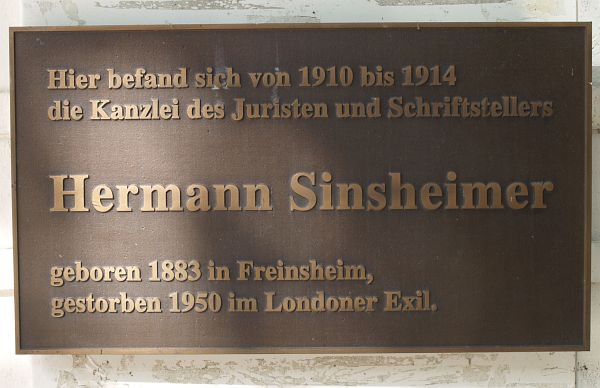 Hier befand sich von 1910 bis 1914
die Kanzlei des Juristen und Schriftstellers
Hermann Sinsheimer
geboren 1883 in Freinsheim,
gestorben 1950 im Londoner Exil.